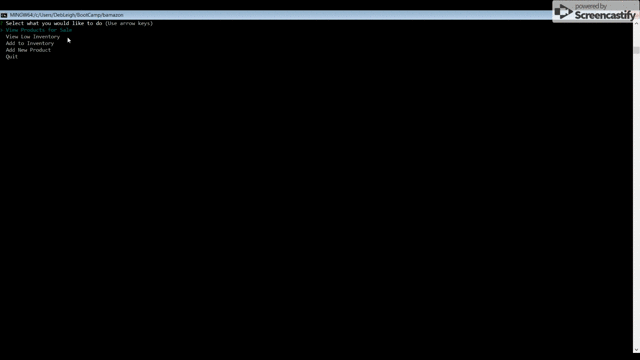 MINGW64:/c/Users/DebLeigh/BootCamp/bamazon
powered by
Screencastify
? Select what you would like to do (Use arrow keys)
> View Products for Sale
View Low Inventory
Add to Inventory
Add New Product
Quit